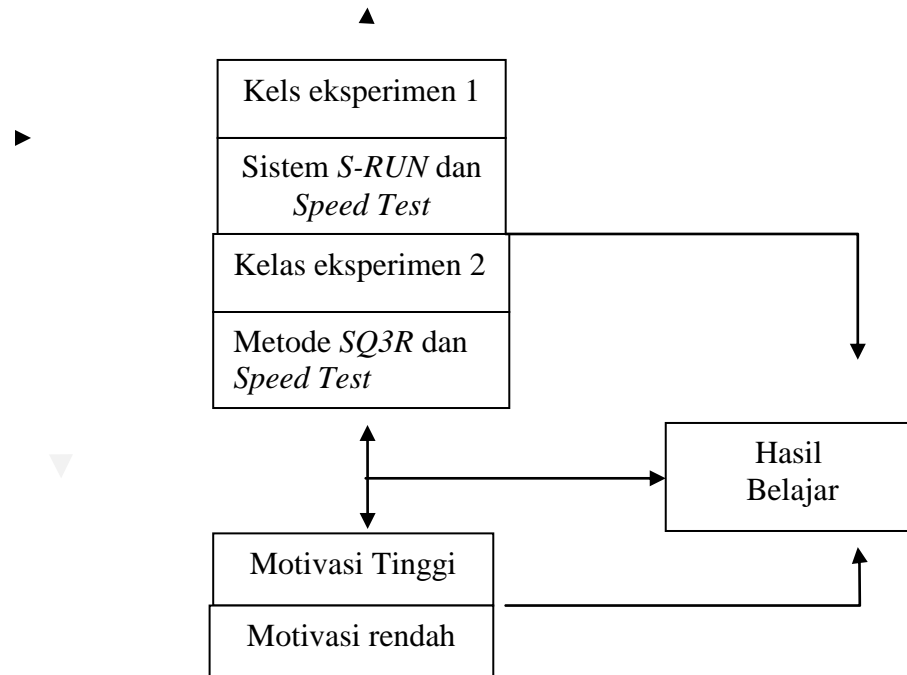 Kels eksperimen 1
Sistem S-RUN dan
Speed Test
Kelas eksperimen 2
Metode SQ3R dan
Speed Test
Hasil
Belajar
Motivasi Tinggi
Motivasi rendah